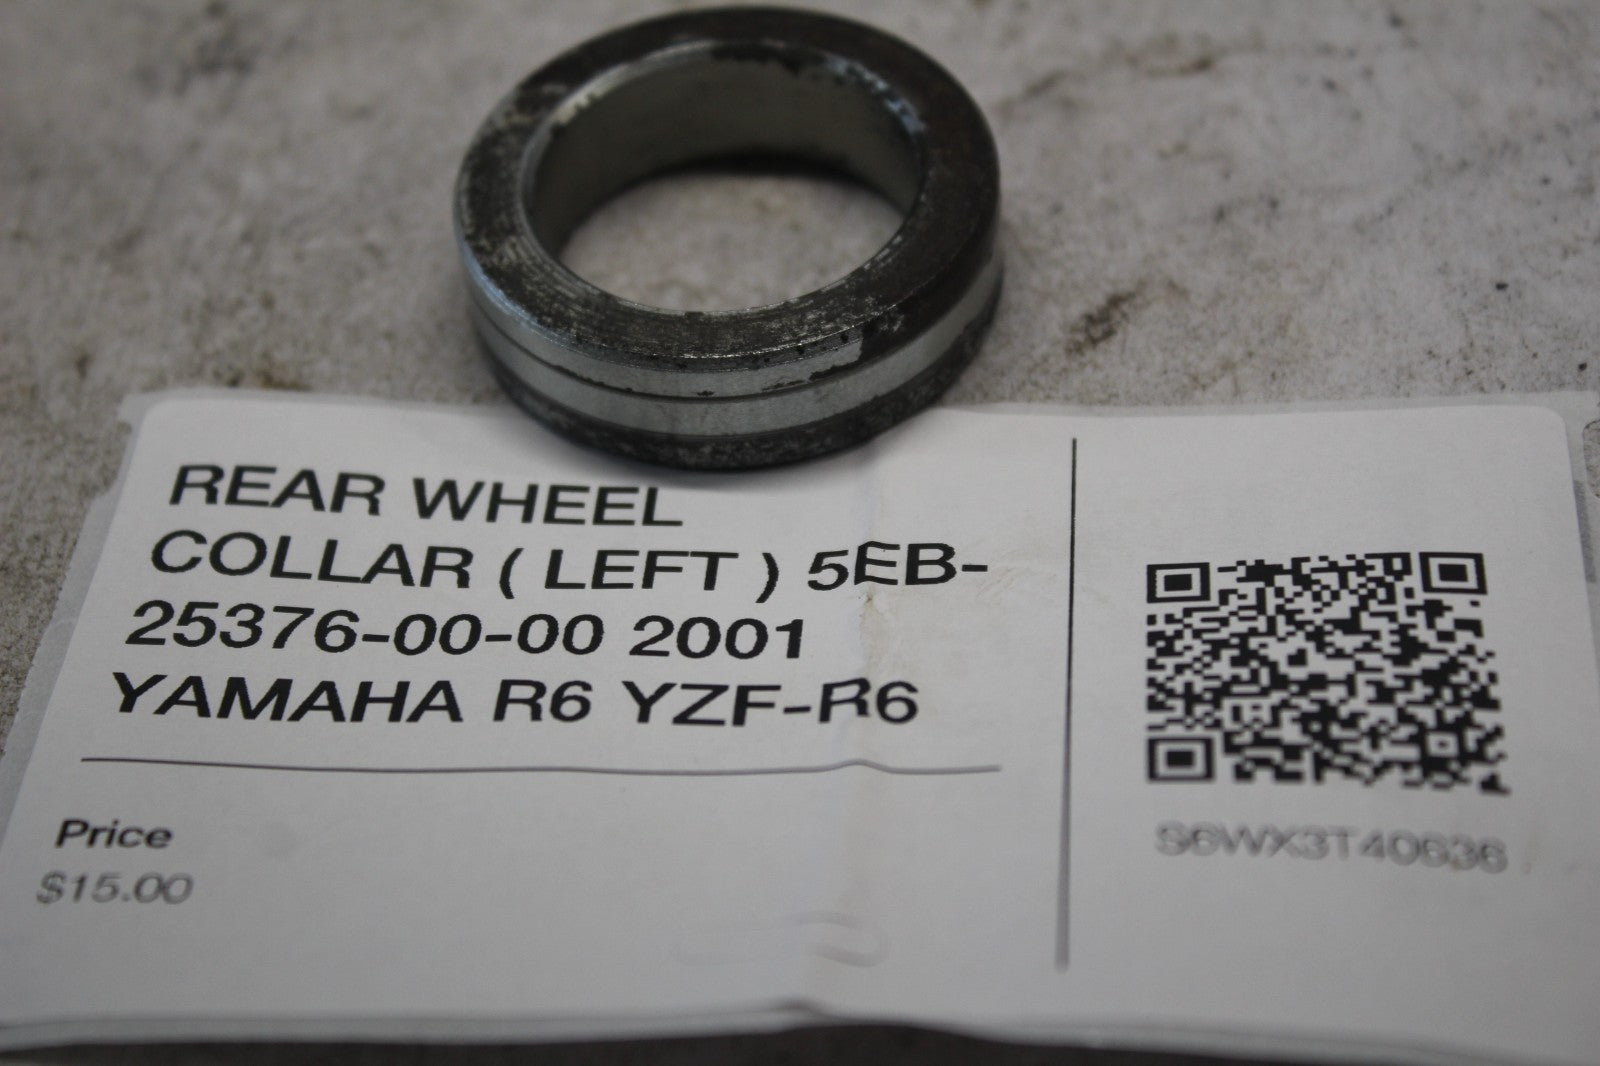 REAR WHEEL
COLLAR ( LEFT ) 5EB-
25376-00-00 2001
YAMAHA R6 YZF-R6
Price
$15.00
S6WX3T40636